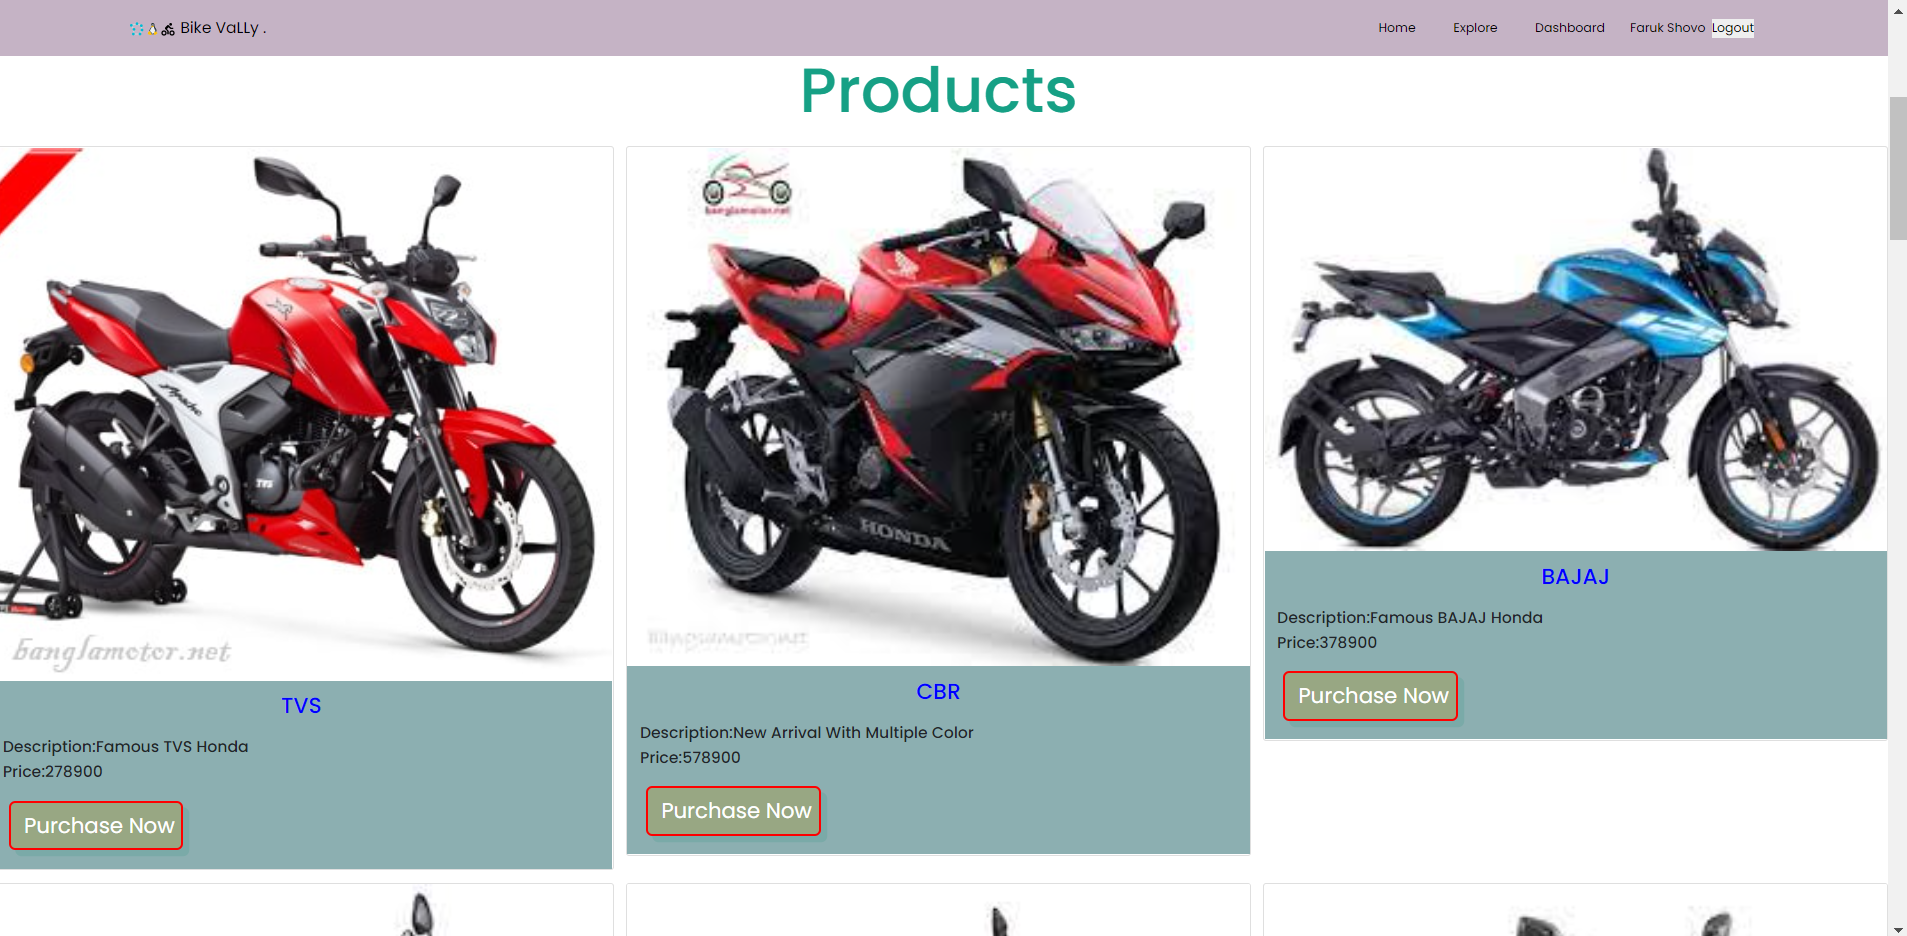 Bike VaLLy .
Home Explore Dashboard Faruk Shovo Logout
Products
banglamotor.net
TVS
Description:Famous TVS Honda
Price:278900
Purchase Now
banglamotor.net
HONDA
CBR
Description:New Arrival With Multiple Color
Price:578900
Purchase Now
BAJAJ
Description:Famous BAJAJ Honda
Price:378900
Purchase Now